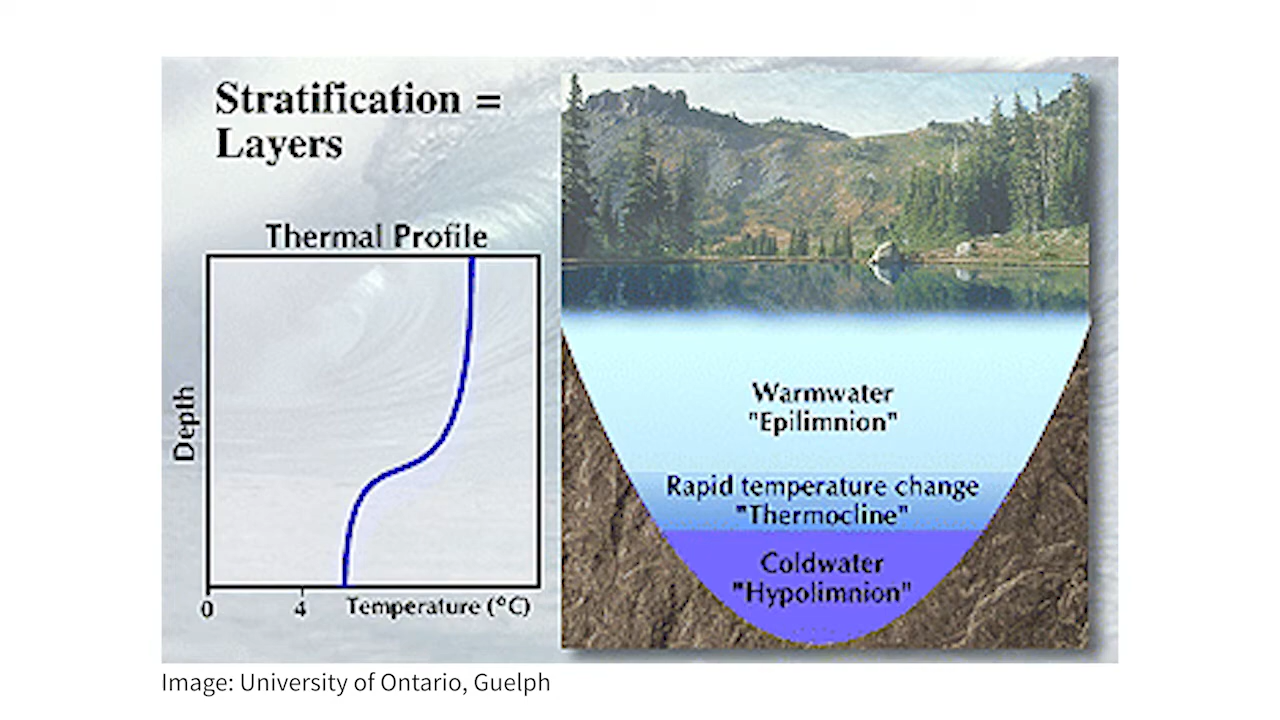 Stratification =
Layers
Thermal Profile
Depth
0
4
Temperature (°C)
Warmwater
"Epilimnion"
Rapid temperature change
"Thermocline"
Coldwater
"Hypolimnion"
Image: University of Ontario, Guelph